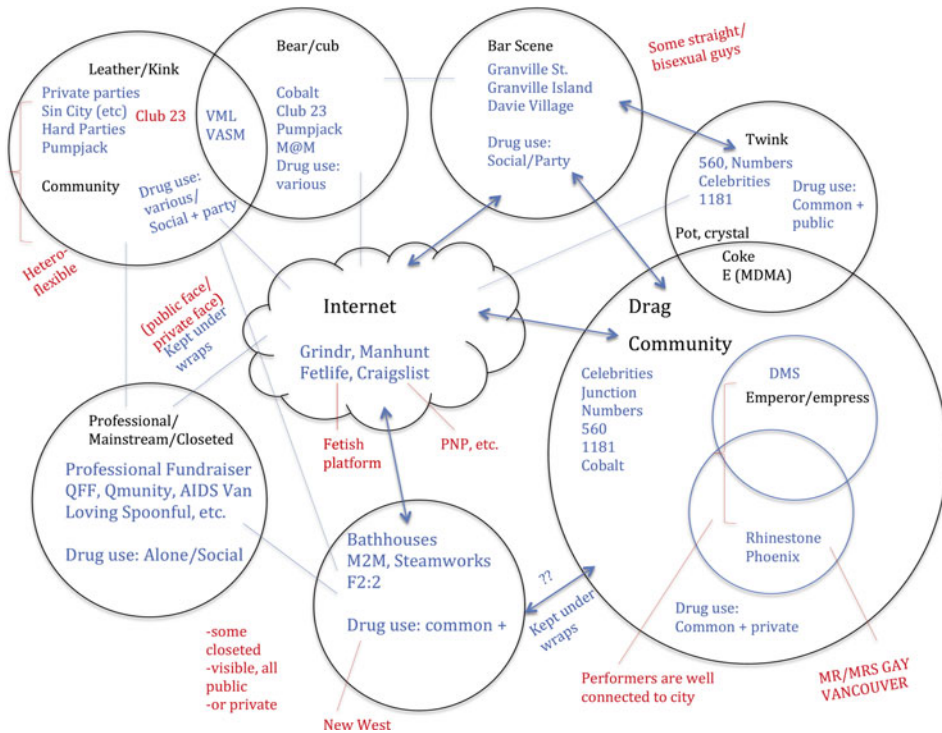 Leather/Kink
Private parties
Sin City (etc)
Club 23
Hard Parties
Pumpjack
Community
Drug use:
various/
Social + party
VML
VASM
Bear/cub
Cobalt
Club 23
Pumpjack
M@M
Drug use:
various
Bar Scene
Granville St.
Granville Island
Davie Village
Drug use:
Social/Party
Some straight/
bisexual guys
Twink
560, Numbers
Celebrities
1181
Drug use:
Common +
public
Pot, crystal
Coke
E (MDMA)
Hetero-
flexible
(public face/
private face)
Kept under
wraps
Internet
Grindr, Manhunt
Fetlife, Craigslist
Fetish
platform
PNP, etc.
Drag
Community
Celebrities
Junction
Numbers
560
1181
Cobalt
DMS
Emperor/empress
Rhinestone
Phoenix
Drug use:
Common + private
Professional/
Mainstream/Closeted
Professional Fundraiser
QFF, Qmunity, AIDS Van
Loving Spoonful, etc.
Drug use: Alone/Social
Bathhouses
M2M, Steamworks
F2:2
Drug use: common +
??
Kept under
wraps
-some
closeted
-visible, all
public
-or private
New West
Performers are well
connected to city
MR/MRS GAY
VANCOUVER